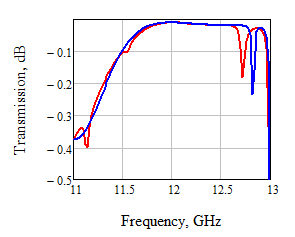 Transmission, dB
− 0.1
− 0.2
− 0.3
− 0.4
− 0.5
11 11.5 12 12.5 13
Frequency, GHz